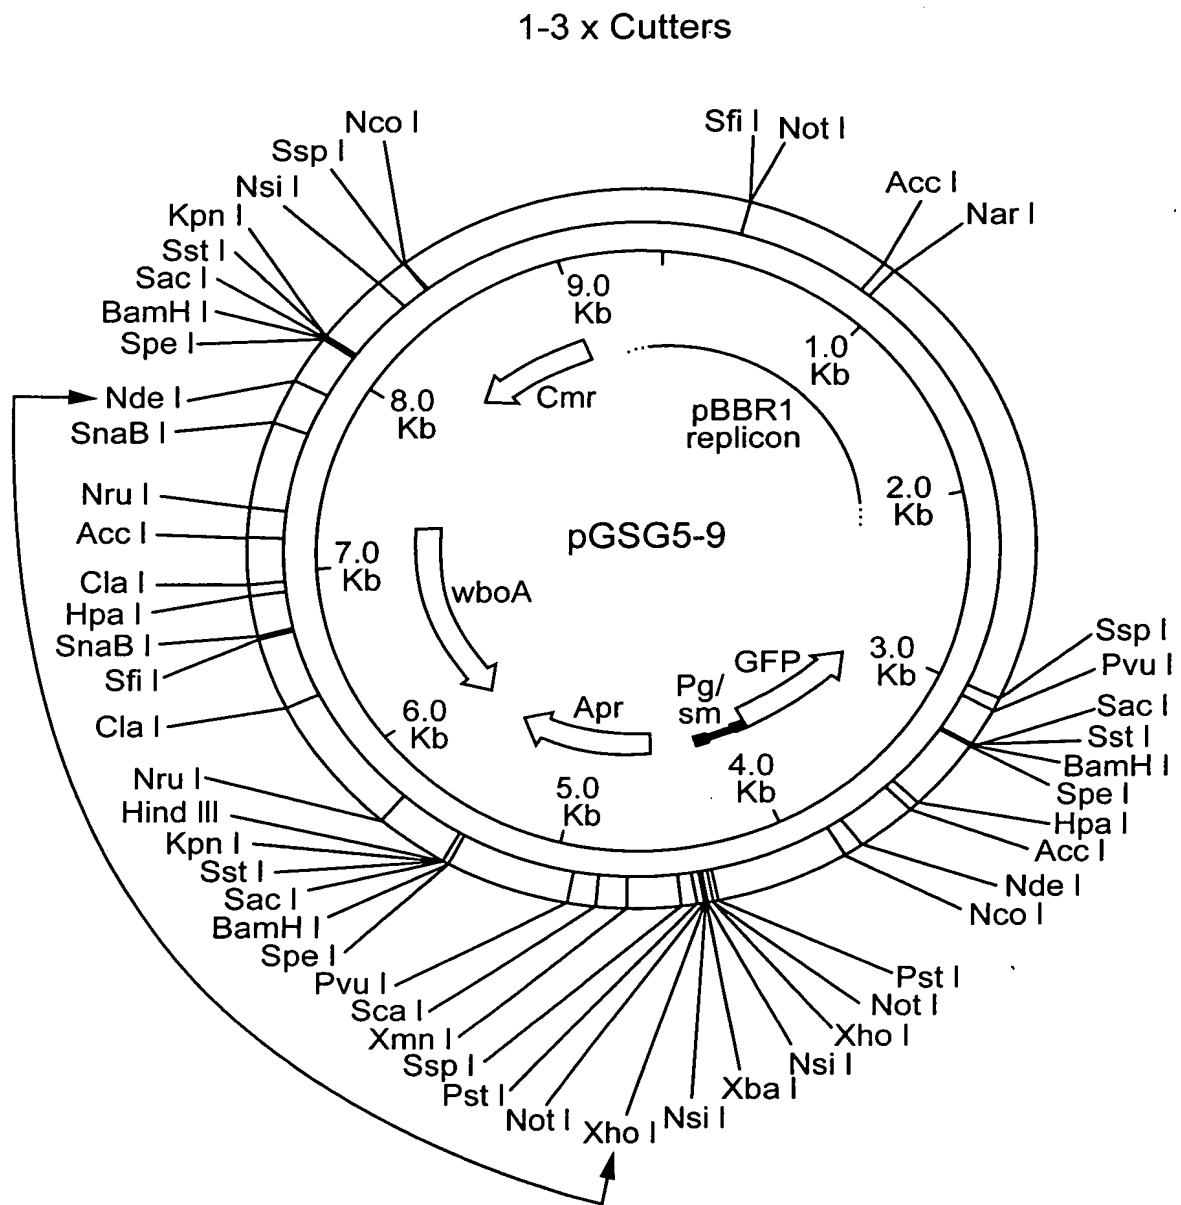 1-3 x Cutters
Nco I
Ssp I
Nsi I
Kpn I
Sst I
Sac I
BamH I
Spe I
Nde I
SnaB I
Nru I
Acc I
Cla I
Hpa I
SnaB I
Sfi I
Cla I
Nru I
Hind III
Kpn I
Sst I
Sac I
BamH I
Spe I
Pvu I
Sca I
Xmn I
Ssp I
Pst I
Not I
Xho I
Nsi I
Xba I
Nsi I
Xho I
Not I
Pst I
Nco I
Nde I
Acc I
Hpa I
Spe I
BamH I
Sst I
Sac I
Pvu I
Ssp I
Nar I
Acc I
Not I
Sfi I
9.0
Kb
1.0
Kb
2.0
Kb
3.0
Kb
4.0
Kb
5.0
Kb
6.0
Kb
7.0
Kb
8.0
Kb
Cmr
pBBR1
replicon
pGSG5-9
wboA
Apr
Pg/
sm
GFP